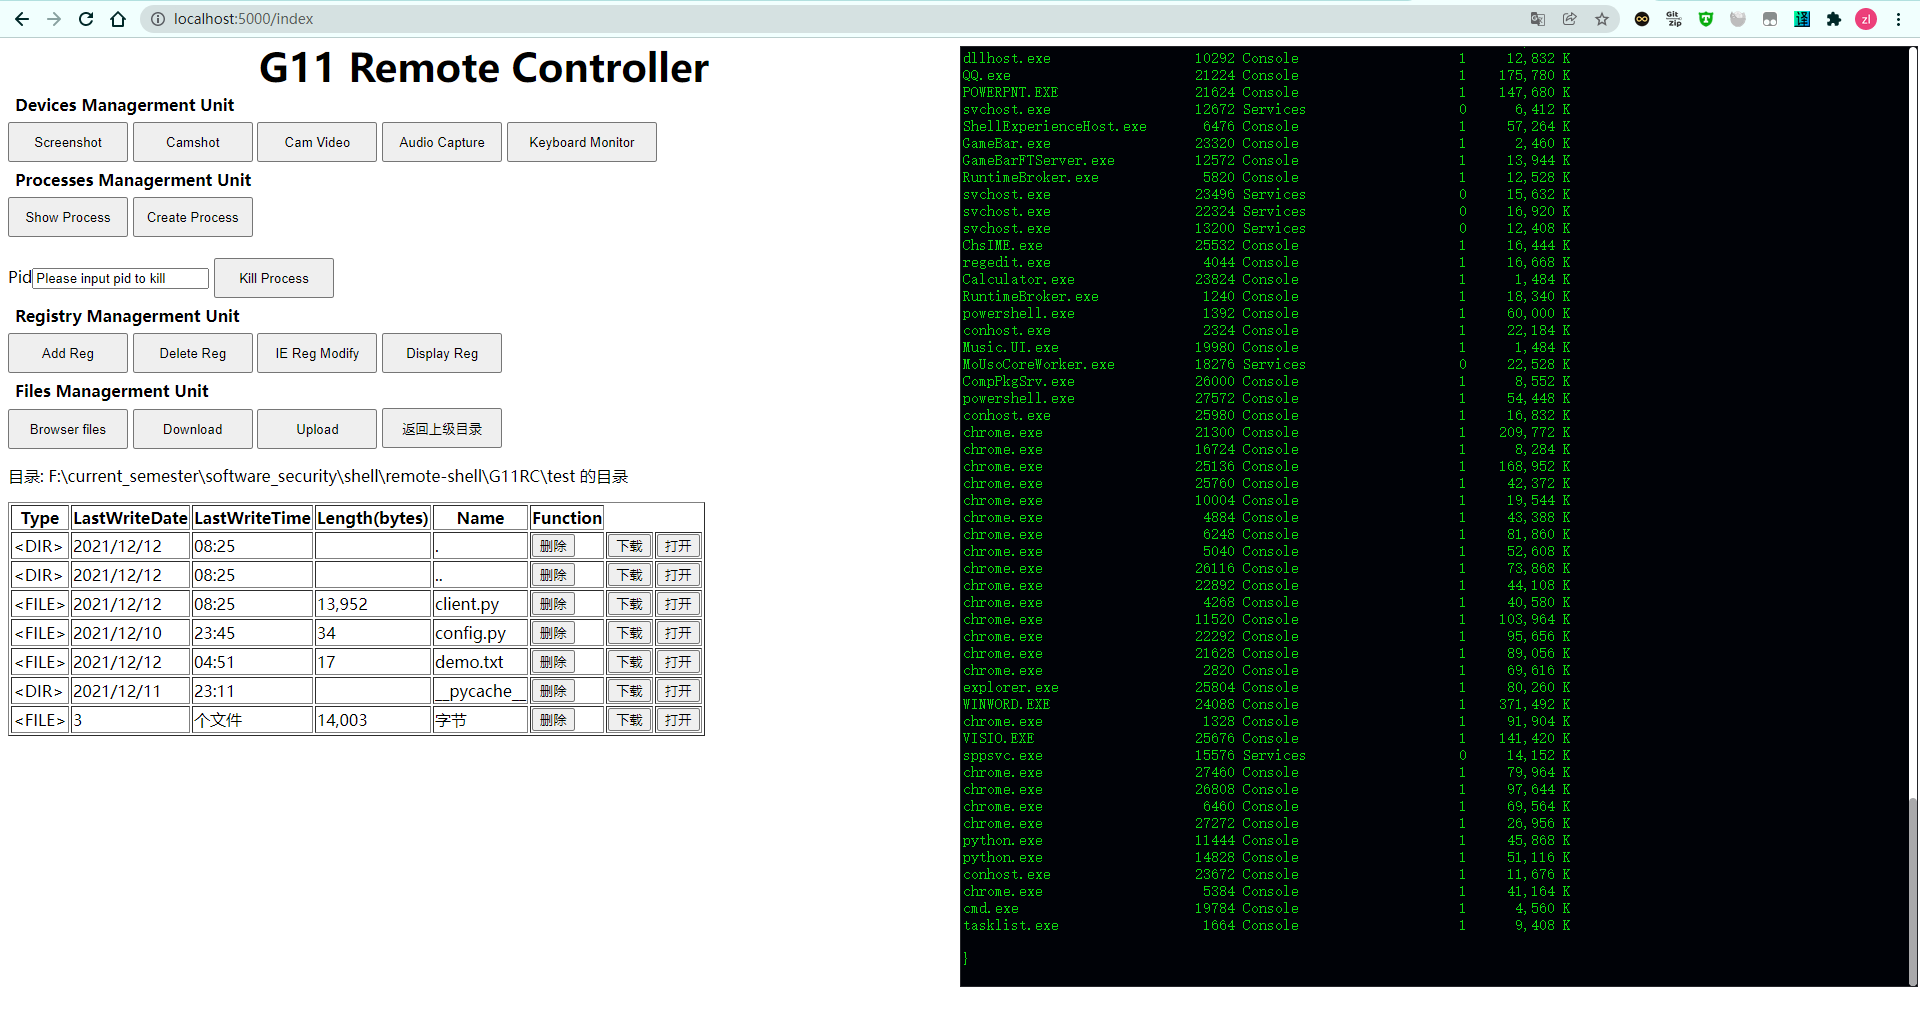 localhost:5000/index
G11 Remote Controller
Devices Managerment Unit
Screenshot Camshot Cam Video Audio Capture Keyboard Monitor
Processes Managerment Unit
Show Process Create Process
Pid Please input pid to kill Kill Process
Registry Managerment Unit
Add Reg Delete Reg IE Reg Modify Display Reg
Files Managerment Unit
Browser files Download Upload 返回上级目录
目录: F:\current_semester\software_security\shell\remote-shell\G11RC\test 的目录
Type LastWriteDate LastWriteTime Length(bytes) Name Function
<DIR> 2021/12/12 08:25 . 删除 下载 打开
<DIR> 2021/12/12 08:25 .. 删除 下载 打开
<FILE> 2021/12/12 08:25 13,952 client.py 删除 下载 打开
<FILE> 2021/12/10 23:45 34 config.py 删除 下载 打开
<FILE> 2021/12/12 04:51 17 demo.txt 删除 下载 打开
<DIR> 2021/12/11 23:11 __pycache__ 删除 下载 打开
<FILE> 3 个文件 14,003 字节 删除 下载 打开
dllhost.exe 10292 Console 1 12,832 K
QQ.exe 21224 Console 1 175,780 K
POWERPNT.EXE 21624 Console 1 147,680 K
svchost.exe 12672 Services 0 6,412 K
ShellExperienceHost.exe 6476 Console 1 57,264 K
GameBar.exe 23320 Console 1 2,460 K
GameBarFTServer.exe 12572 Console 1 13,944 K
RuntimeBroker.exe 5820 Console 1 12,528 K
svchost.exe 23496 Services 0 15,632 K
svchost.exe 22324 Services 0 16,920 K
svchost.exe 13200 Services 0 12,408 K
ChsIME.exe 25532 Console 1 16,444 K
regedit.exe 4044 Console 1 16,668 K
Calculator.exe 23824 Console 1 1,484 K
RuntimeBroker.exe 1240 Console 1 18,340 K
powershell.exe 1392 Console 1 60,000 K
conhost.exe 2324 Console 1 22,184 K
Music.UI.exe 19980 Console 1 1,484 K
MoUsoCoreWorker.exe 18276 Services 0 22,528 K
CompPkgSrv.exe 26000 Console 1 8,552 K
powershell.exe 27572 Console 1 54,448 K
conhost.exe 25980 Console 1 16,832 K
chrome.exe 21300 Console 1 209,772 K
chrome.exe 16724 Console 1 8,284 K
chrome.exe 25136 Console 1 168,952 K
chrome.exe 25760 Console 1 42,372 K
chrome.exe 10004 Console 1 19,544 K
chrome.exe 4884 Console 1 43,388 K
chrome.exe 6248 Console 1 81,860 K
chrome.exe 5040 Console 1 52,608 K
chrome.exe 26116 Console 1 73,868 K
chrome.exe 22892 Console 1 44,108 K
chrome.exe 4268 Console 1 40,580 K
chrome.exe 11520 Console 1 103,964 K
chrome.exe 22292 Console 1 95,656 K
chrome.exe 21628 Console 1 89,056 K
chrome.exe 2820 Console 1 69,616 K
explorer.exe 25804 Console 1 80,260 K
WINWORD.EXE 24088 Console 1 371,492 K
chrome.exe 1328 Console 1 91,904 K
VISIO.EXE 25676 Console 1 141,420 K
sppsvc.exe 15576 Services 0 14,152 K
chrome.exe 27460 Console 1 79,964 K
chrome.exe 26808 Console 1 97,644 K
chrome.exe 6460 Console 1 69,564 K
chrome.exe 27272 Console 1 26,956 K
python.exe 11444 Console 1 45,868 K
python.exe 14828 Console 1 51,116 K
conhost.exe 23672 Console 1 11,676 K
chrome.exe 5384 Console 1 41,164 K
cmd.exe 19784 Console 1 4,560 K
tasklist.exe 1664 Console 1 9,408 K
}
Git
Zip
译
zl